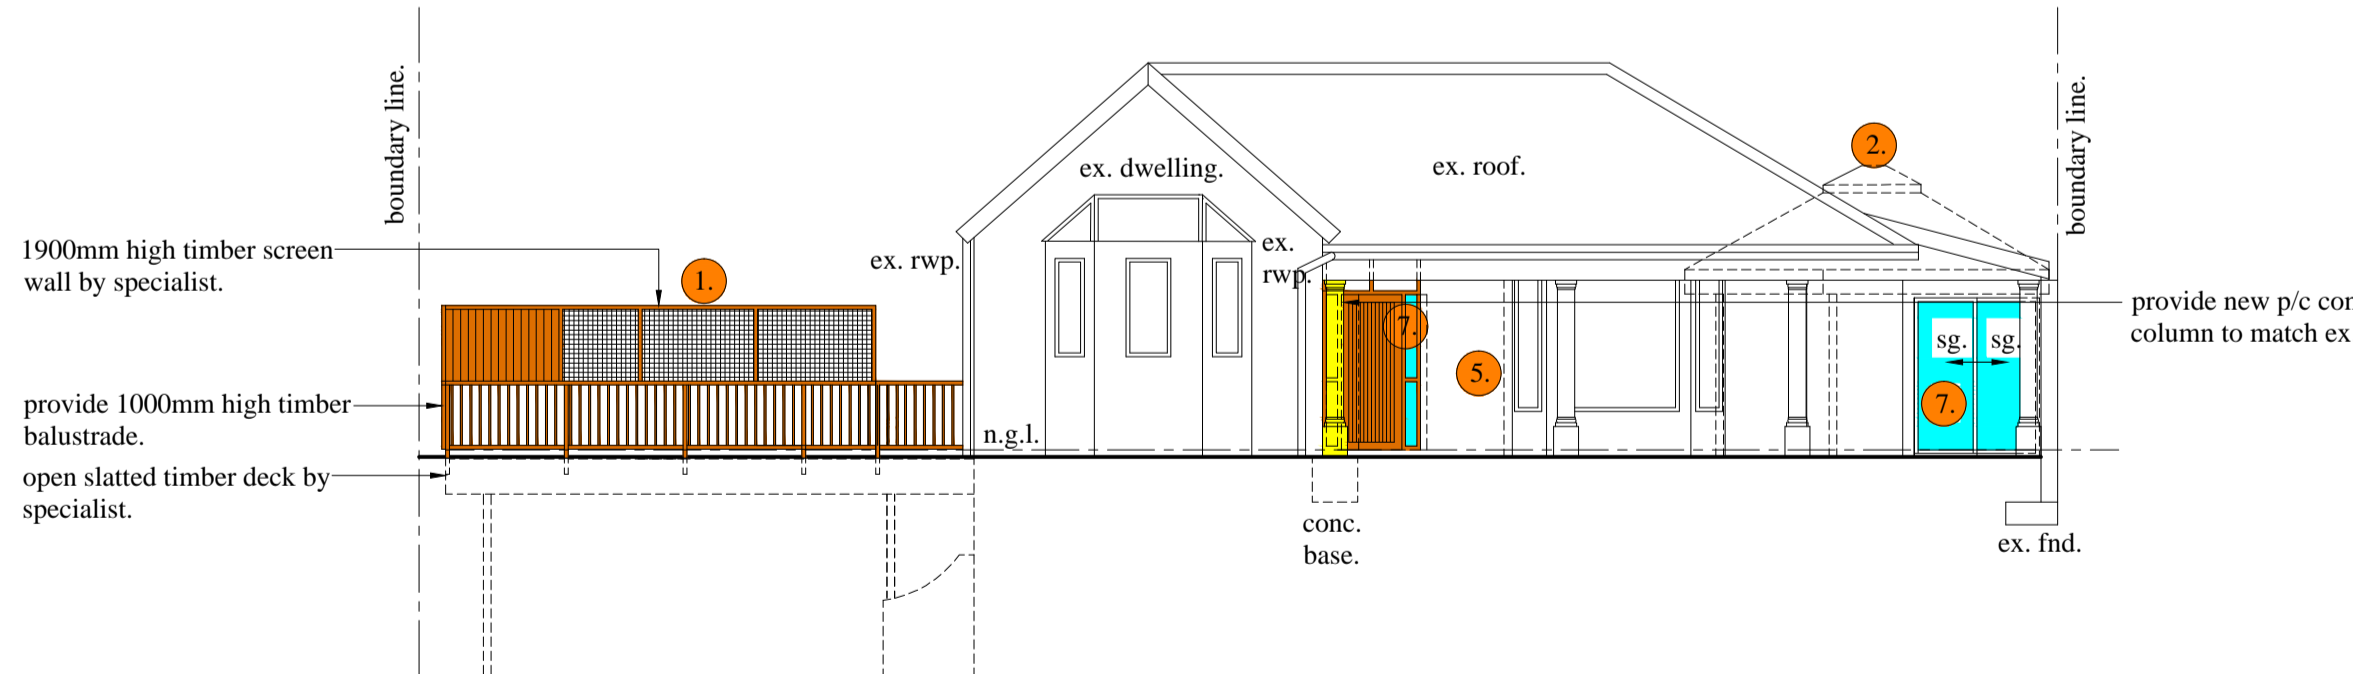 boundary line.
1900mm high timber screen
wall by specialist.
1.
provide 1000mm high timber
balustrade.
open slatted timber deck by
specialist.
ex. rwp.
n.g.l.
ex. dwelling.
ex.
rwp.
ex. roof.
2.
boundary line.
7.
5.
sg. sg.
7.
provide new p/c
column to match ex
conc.
base.
ex. fnd.